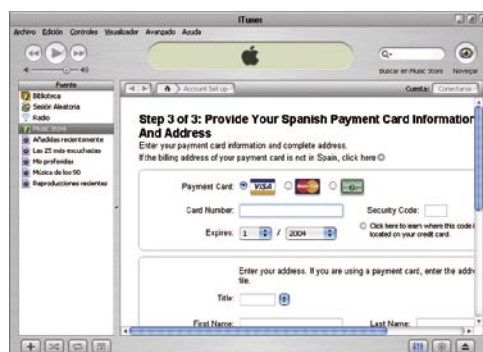 iTunes
Archivo Edición Controles Visualizador Avanzado Ayuda
Q-
Buscar en Music Store
Navegar
Fuente
Biblioteca
Sesión Aleatoria
Radio
Music Store
Añadidas recientemente
Las 25 más escuchadas
Mis preferidas
Música de los 90
Reproducciones recientes
Account Set up
Cuenta: Conectarse
Step 3 of 3: Provide Your Spanish Payment Card Information
And Address
Enter your payment card information and complete address.
If the billing address of your payment card is not in Spain, click here
Payment Card: VISA MasterCard
Card Number:
Security Code:
Expires: 1 / 2004
Click here to learn where this code i
located on your credit card.
Enter your address. If you are using a payment card, enter the addr
file.
Title:
First Name:
Last Name: